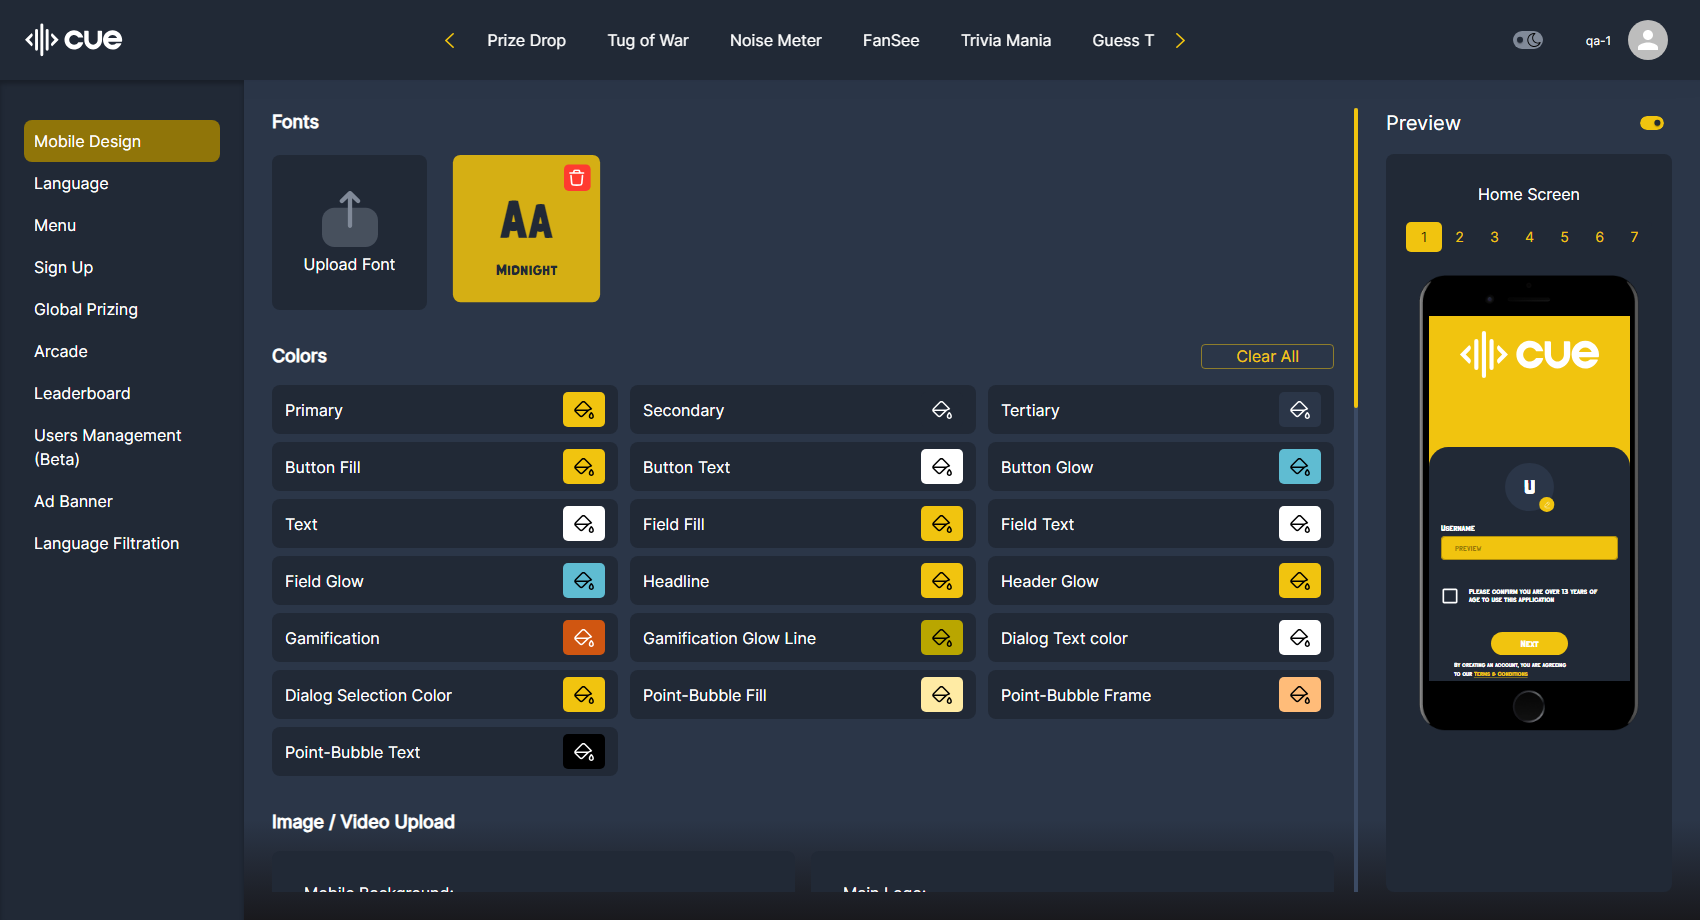 cue
Prize Drop
Tug of War
Noise Meter
FanSee
Trivia Mania
Guess T
qa-1
Mobile Design
Language
Menu
Sign Up
Global Prizing
Arcade
Leaderboard
Users Management
(Beta)
Ad Banner
Language Filtration
Fonts
Upload Font
AA
MIDNIGHT
Colors
Clear All
Primary
Secondary
Tertiary
Button Fill
Button Text
Button Glow
Text
Field Fill
Field Text
Field Glow
Headline
Header Glow
Gamification
Gamification Glow Line
Dialog Text color
Dialog Selection Color
Point-Bubble Fill
Point-Bubble Frame
Point-Bubble Text
Image / Video Upload
Mobile Background:
Main Logo:
Preview
Home Screen
1 2 3 4 5 6 7
cue
U
USERNAME
PREVIEW
PLEASE CONFIRM YOU ARE OVER 13 YEARS OF
AGE TO USE THIS APPLICATION
NEXT
BY CREATING AN ACCOUNT, YOU ARE AGREEING
TO OUR TERMS & CONDITIONS